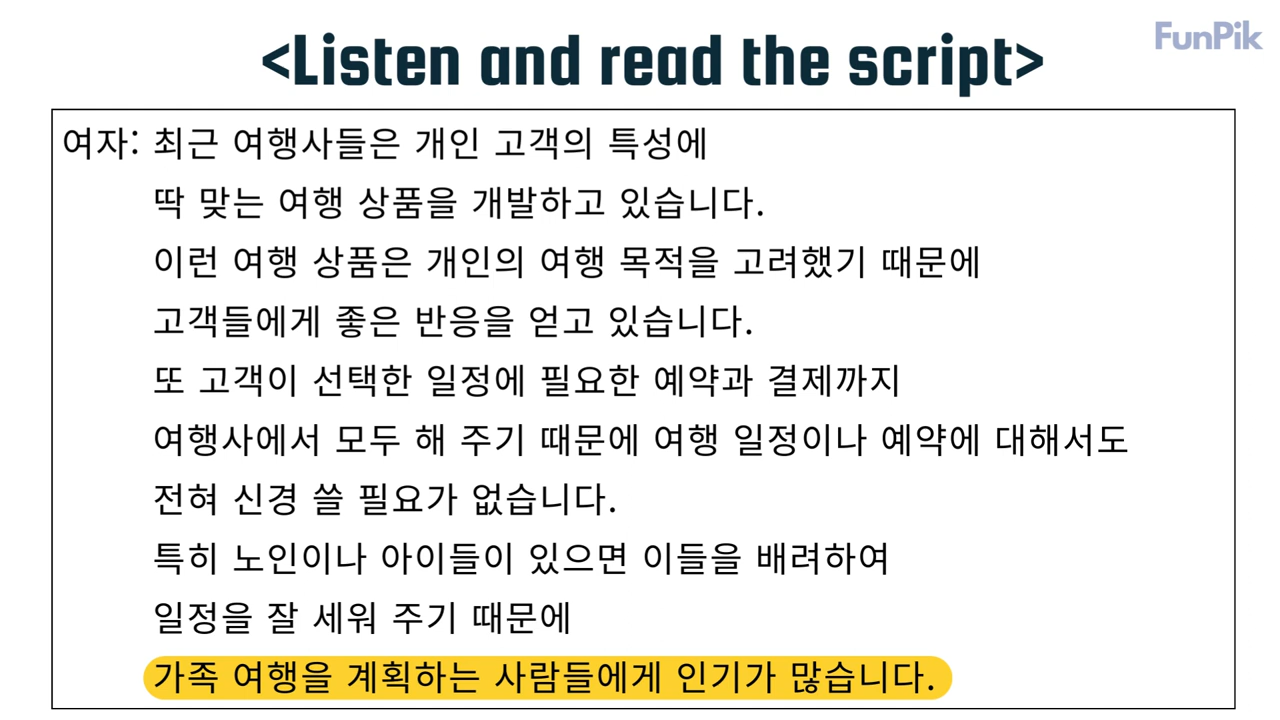 FunPik
<Listen and read the script>
여자: 최근 여행사들은 개인 고객의 특성에
딱 맞는 여행 상품을 개발하고 있습니다.
이런 여행 상품은 개인의 여행 목적을 고려했기 때문에
고객들에게 좋은 반응을 얻고 있습니다.
또 고객이 선택한 일정에 필요한 예약과 결제까지
여행사에서 모두 해 주기 때문에 여행 일정이나 예약에 대해서도
전혀 신경 쓸 필요가 없습니다.
특히 노인이나 아이들이 있으면 이들을 배려하여
일정을 잘 세워 주기 때문에
가족 여행을 계획하는 사람들에게 인기가 많습니다.